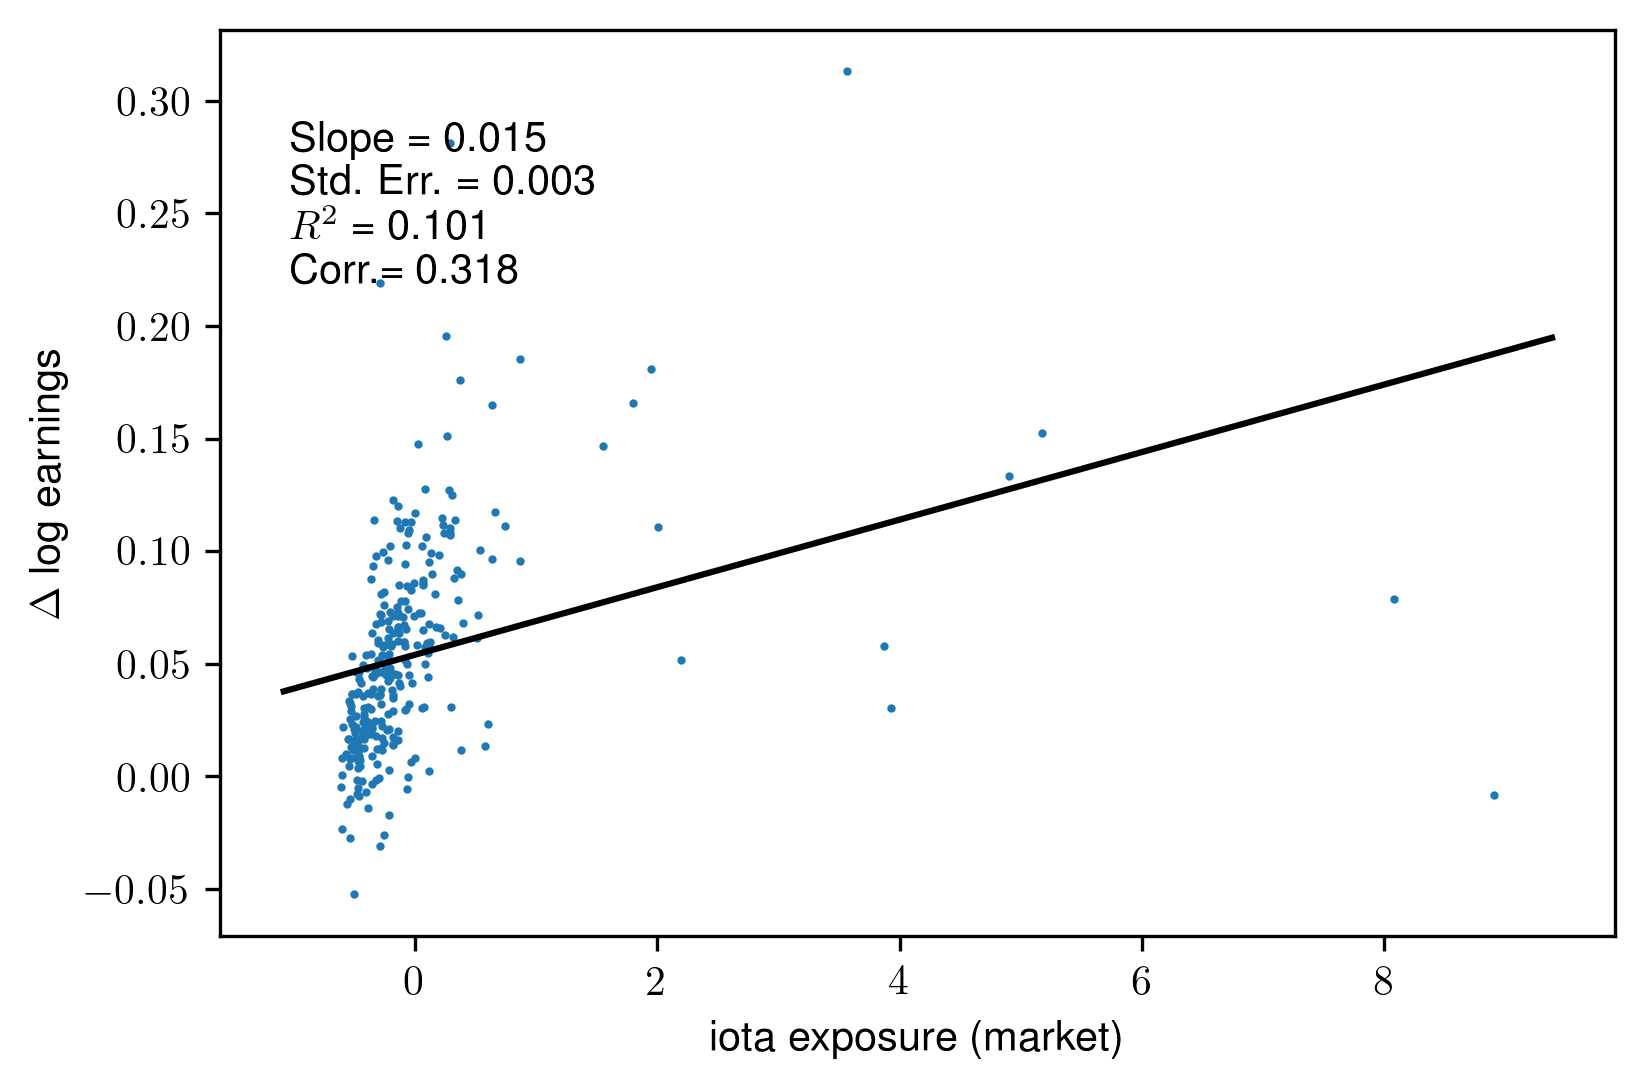 0.30
0.25
0.20
0.15
0.10
0.05
0.00
−0.05
Δ log earnings
Slope = 0.015
Std. Err. = 0.003
R² = 0.101
Corr.= 0.318
0 2 4 6 8
iota exposure (market)